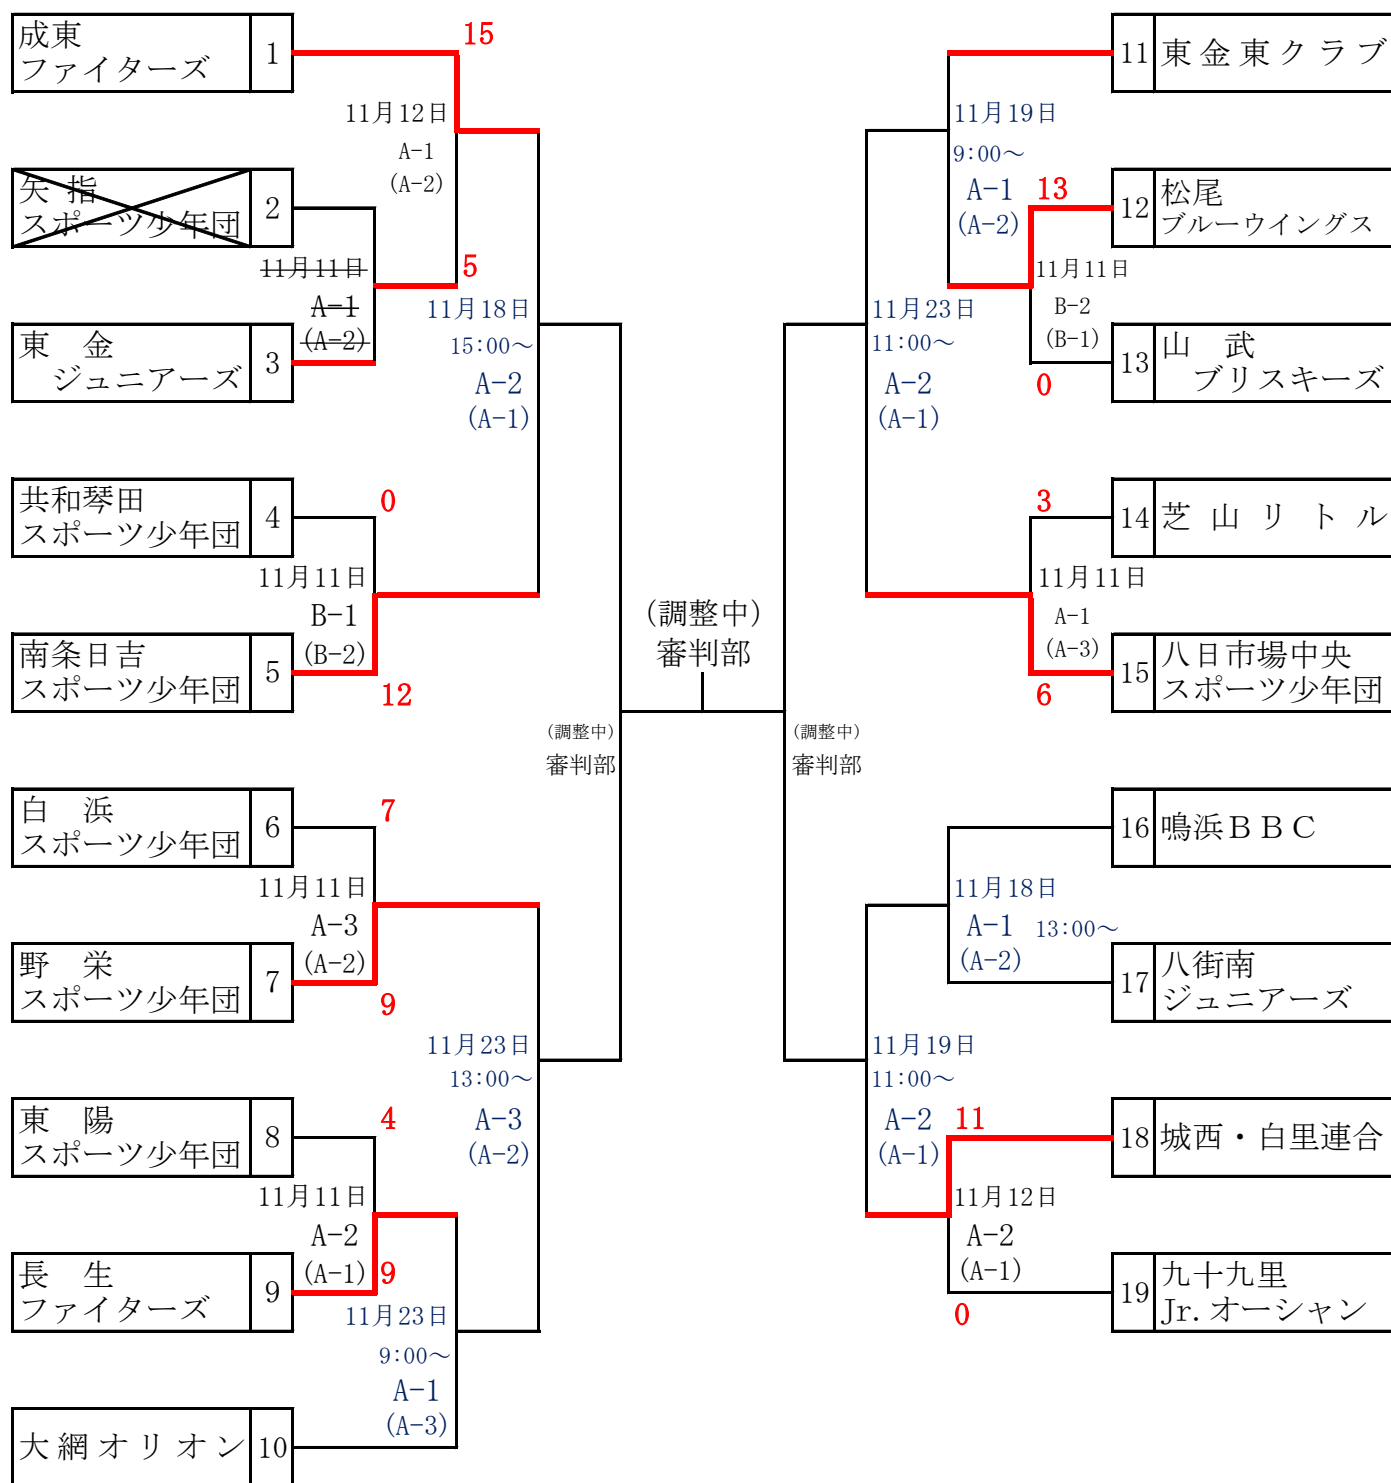 成東
ファイターズ
1
15
11月12日
A-1
(A-2)
矢 指
スポーツ少年団
2
11月11日
A-1
(A-2)
5
東 金
ジュニアーズ
3
11月18日
15:00～
A-2
(A-1)
共和琴田
スポーツ少年団
4
0
11月11日
B-1
(B-2)
南条日吉
スポーツ少年団
5
12
白 浜
スポーツ少年団
6
7
11月11日
A-3
(A-2)
野 栄
スポーツ少年団
7
9
11月23日
13:00～
A-3
(A-2)
東 陽
スポーツ少年団
8
4
11月11日
A-2
(A-1)
9
長 生
ファイターズ
9
11月23日
9:00～
A-1
(A-3)
大網オリオン
10
(調整中)
審判部
(調整中)
審判部
(調整中)
審判部
11
東金東クラブ
11月19日
9:00～
A-1
(A-2)
13
12
松尾
ブルーウイングス
11月11日
B-2
(B-1)
0
13
山 武
ブリスキーズ
11月23日
11:00～
A-2
(A-1)
3
14
芝山リトル
11月11日
A-1
(A-3)
6
15
八日市場中央
スポーツ少年団
16
鳴浜ＢＢＣ
11月18日
A-1 13:00～
(A-2)
17
八街南
ジュニアーズ
11月19日
11:00～
A-2
(A-1)
11
18
城西・白里連合
11月12日
A-2
(A-1)
0
19
九十九里
Jr.オーシャン